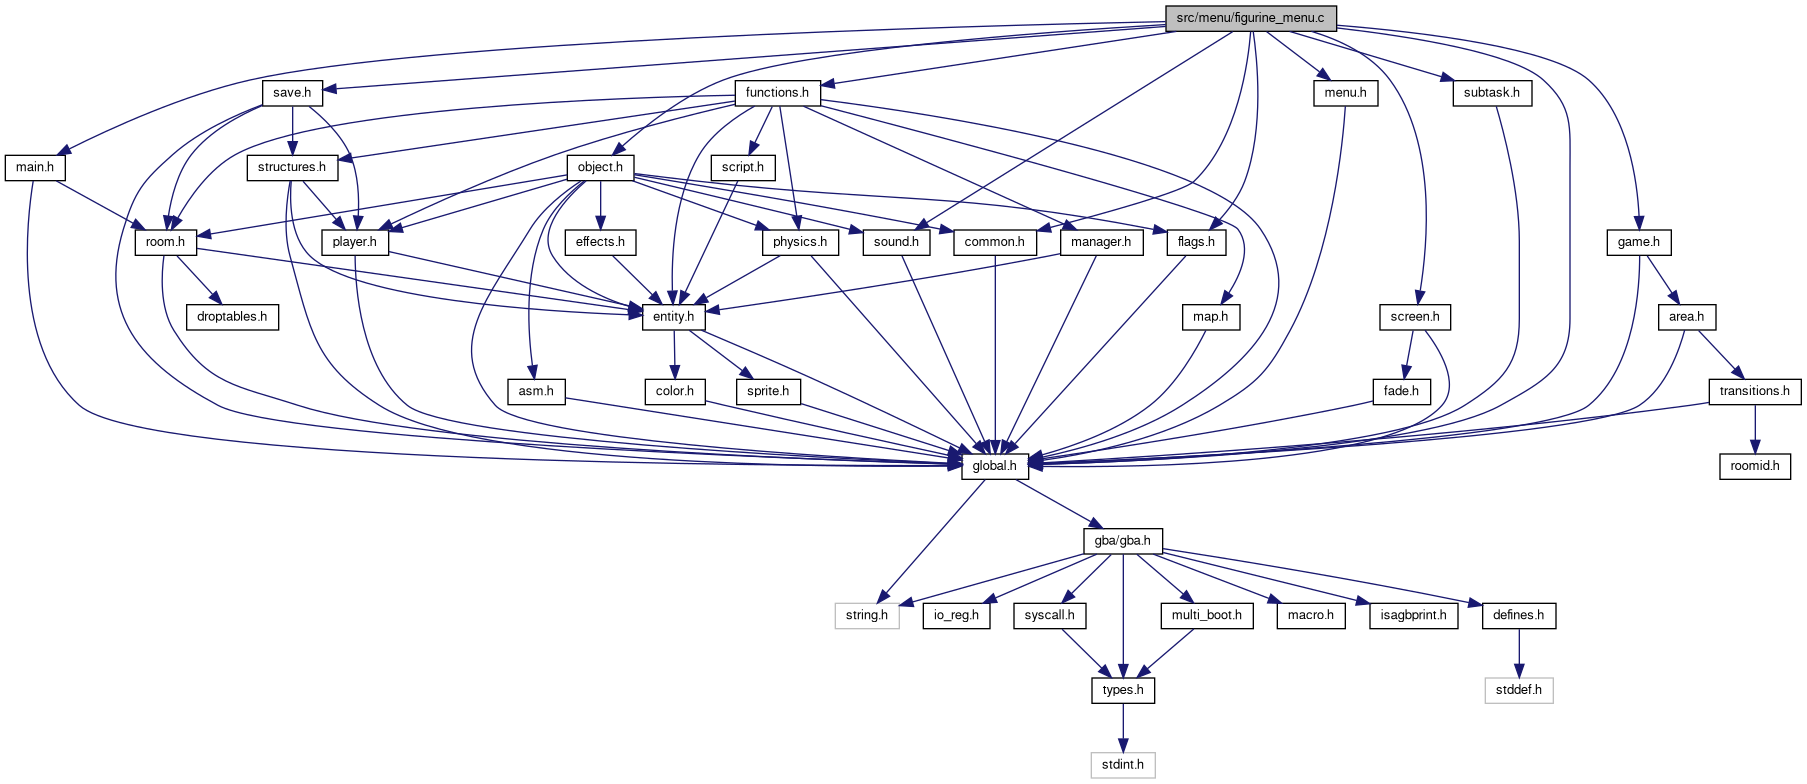 src/menu/figurine_menu.c
save.h
functions.h
menu.h
subtask.h
main.h
structures.h
object.h
script.h
room.h
player.h
effects.h
physics.h
sound.h
common.h
manager.h
flags.h
game.h
droptables.h
entity.h
map.h
screen.h
area.h
asm.h
color.h
sprite.h
fade.h
transitions.h
global.h
roomid.h
gba/gba.h
string.h
io_reg.h
syscall.h
multi_boot.h
macro.h
isagbprint.h
defines.h
types.h
stddef.h
stdint.h